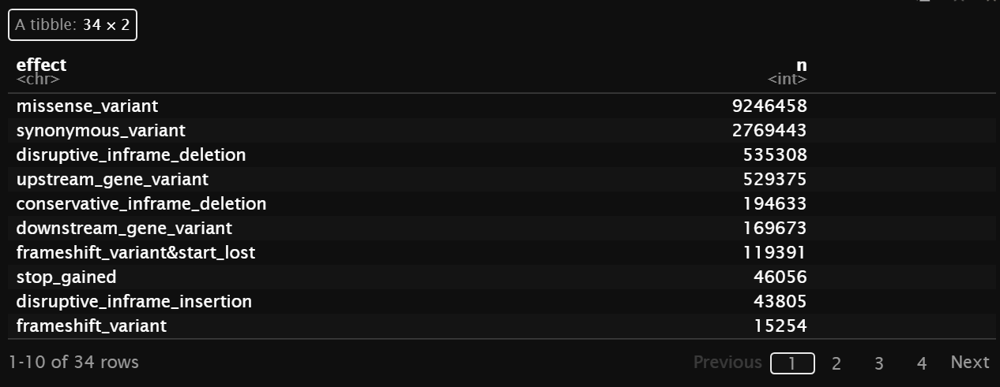 A tibble: 34 × 2
effect n
<chr> <int>
missense_variant 9246458
synonymous_variant 2769443
disruptive_inframe_deletion 535308
upstream_gene_variant 529375
conservative_inframe_deletion 194633
downstream_gene_variant 169673
frameshift_variant&start_lost 119391
stop_gained 46056
disruptive_inframe_insertion 43805
frameshift_variant 15254
1-10 of 34 rows Previous 1 2 3 4 Next